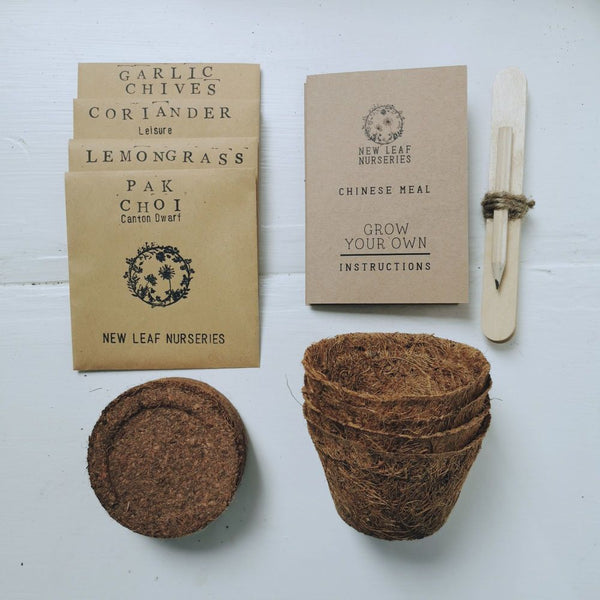 GARLIC
CHIVES
CORIANDER
Leisure
LEMONGRASS
PAK
CHOI
Canton Dwarf
NEW LEAF NURSERIES
NEW LEAF
NURSERIES
CHINESE MEAL
GROW
YOUR OWN
INSTRUCTIONS